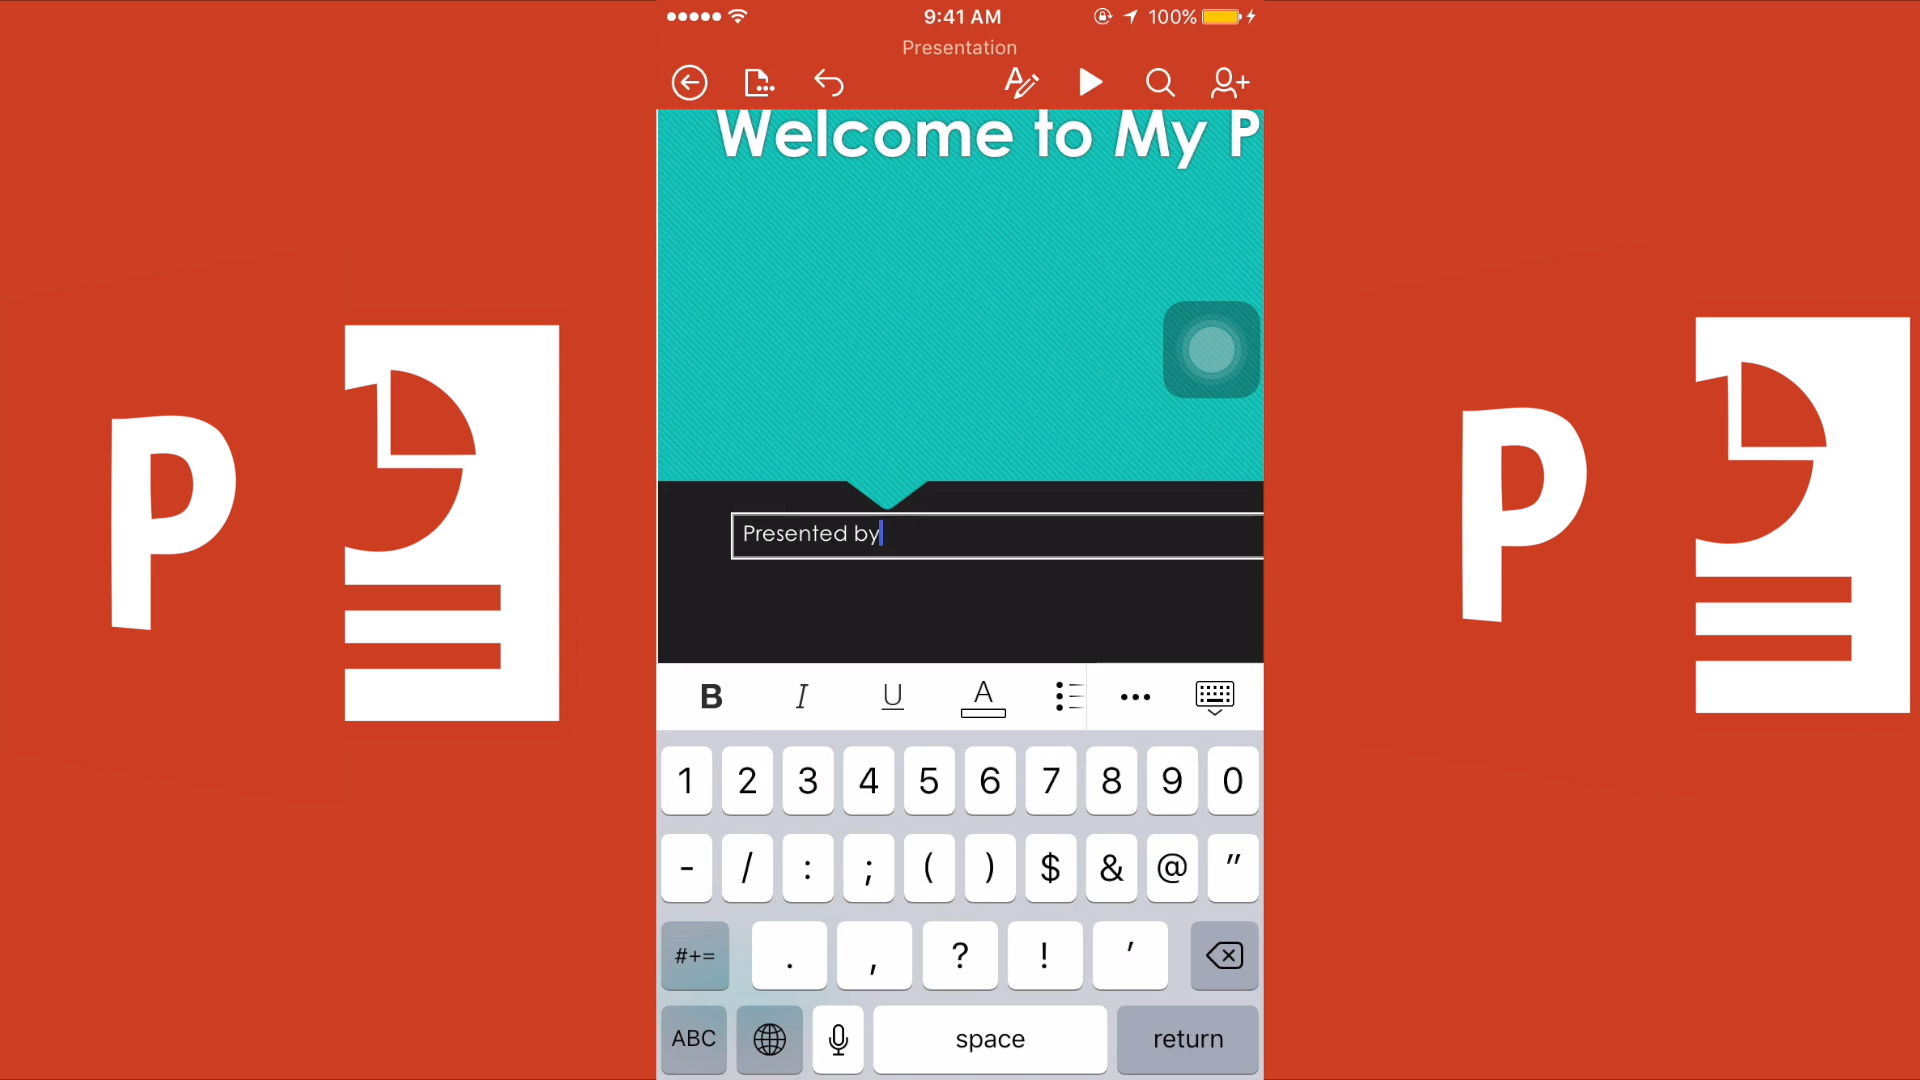 9:41 AM
100%
Presentation
Welcome to My P
Presented by
B I U A
1 2 3 4 5 6 7 8 9 0
- / : ; ( ) $ & @ "
#+= . , ? ! '
ABC space return
P
P